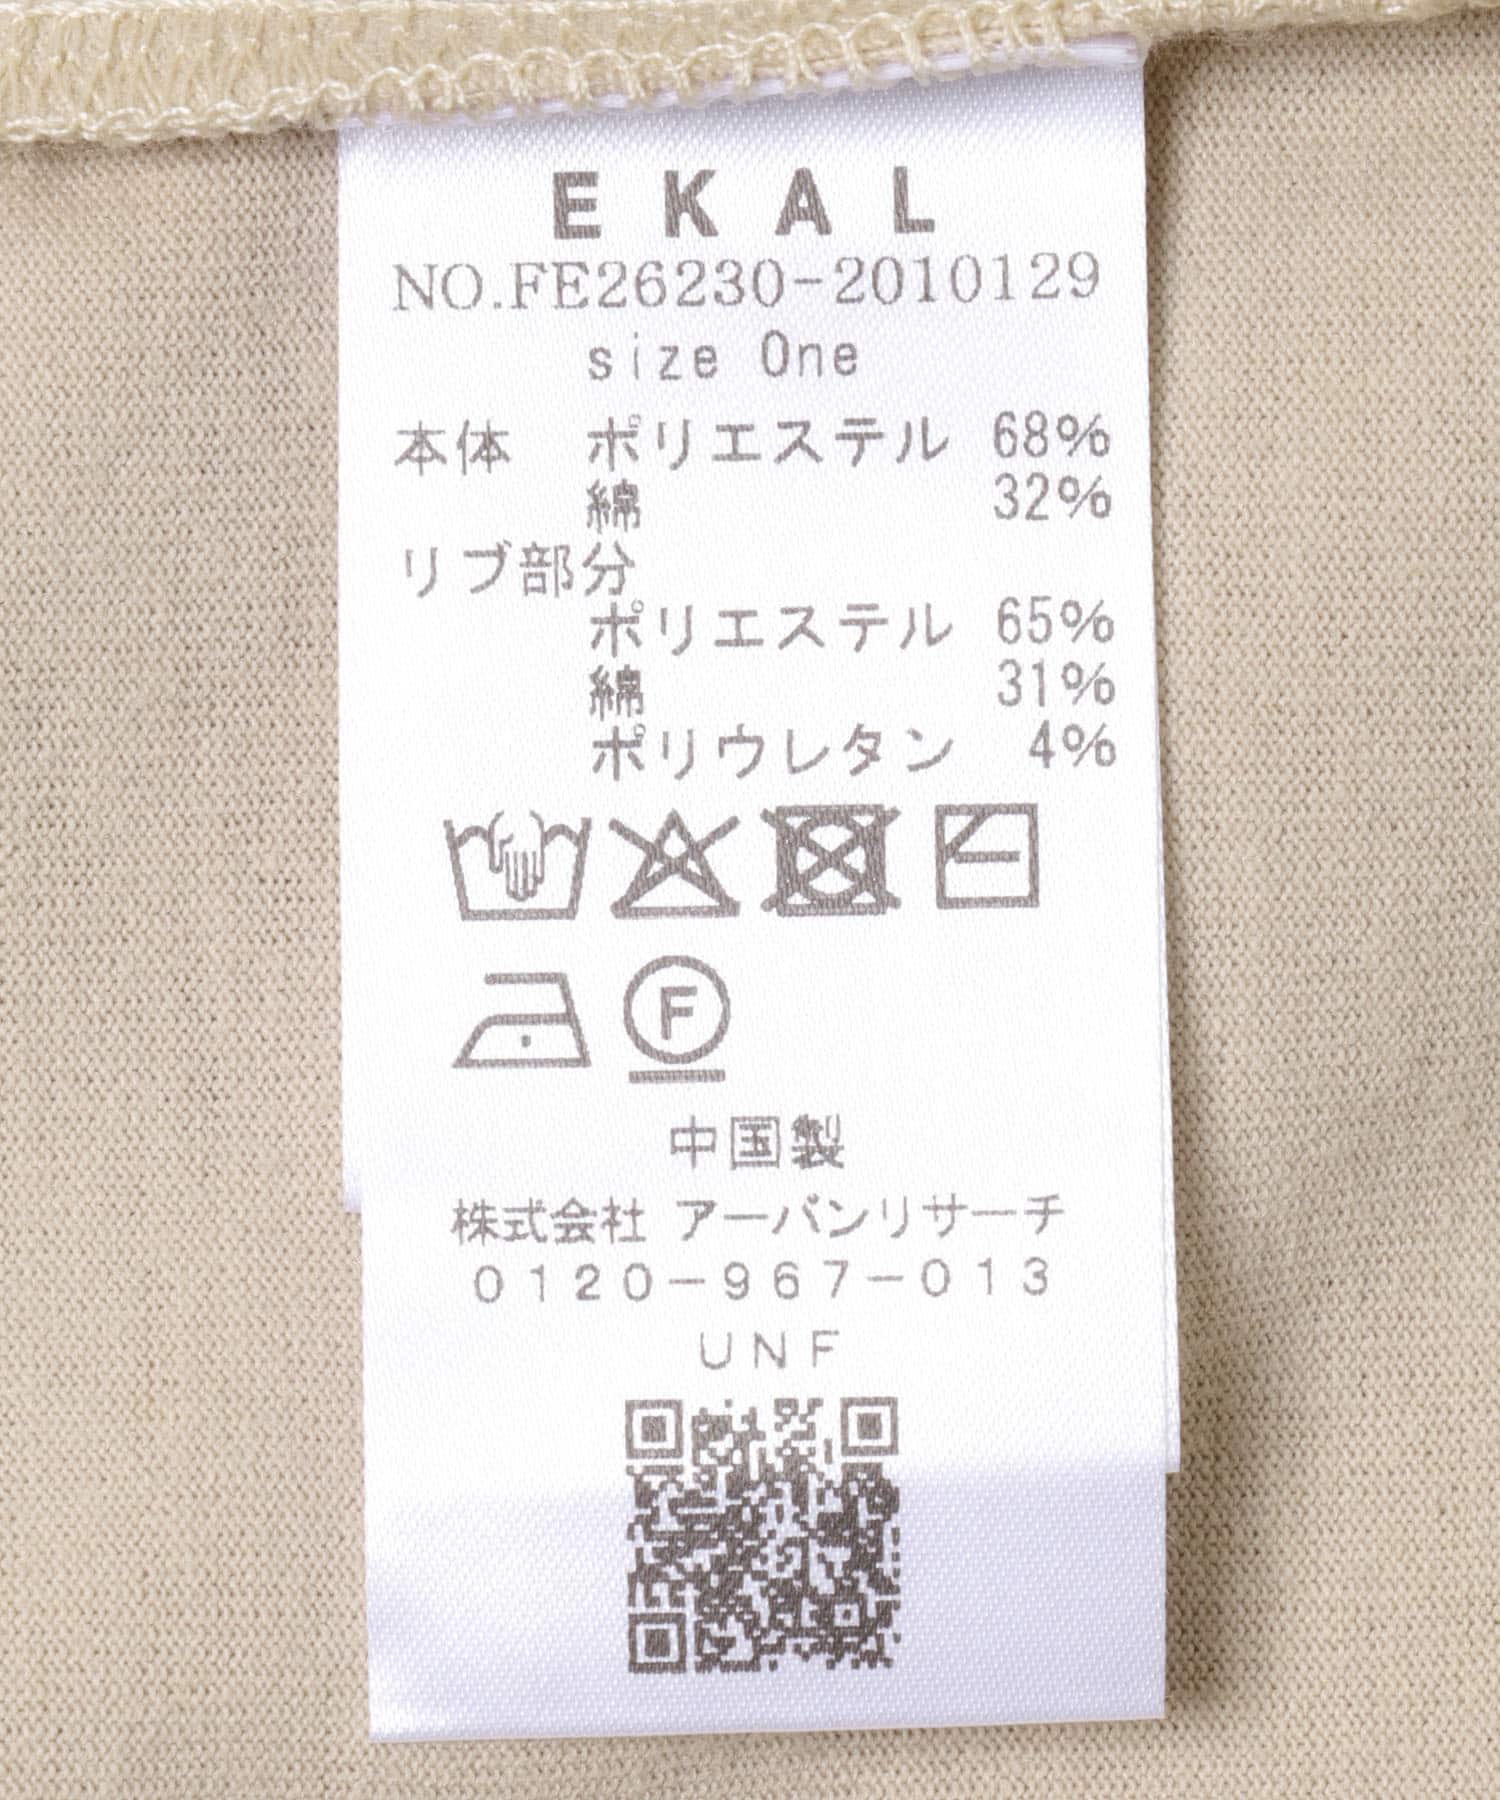 EKAL
NO.FE26230-2010129
size One
本体 ポリエステル 68%
綿 32%
リブ部分
ポリエステル 65%
綿 31%
ポリウレタン 4%
F
中国製
株式会社 アーバンリサーチ
0120-967-013
UNF